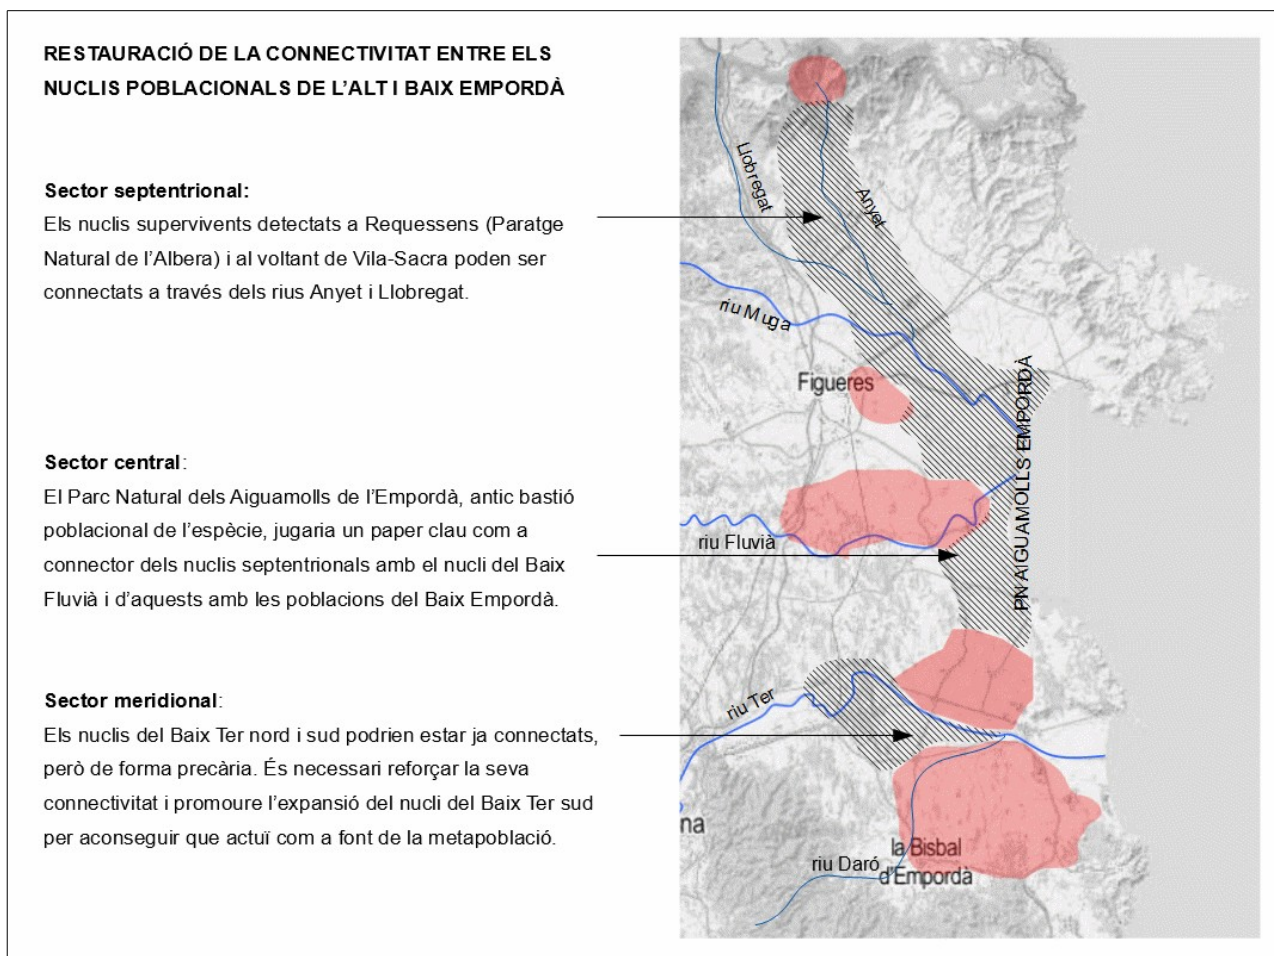 RESTAURACIÓ DE LA CONNECTIVITAT ENTRE ELS
NUCLIS POBLACIONALS DE L’ALT I BAIX EMPORDÀ
Sector septentrional:
Els nuclis supervivents detectats a Requessens (Paratge
Natural de l’Albera) i al voltant de Vila-Sacra poden ser
connectats a través dels rius Anyet i Llobregat.
Sector central:
El Parc Natural dels Aiguamolls de l’Empordà, antic bastió
poblacional de l’espècie, jugaria un paper clau com a
connector dels nuclis septentrionals amb el nucli del Baix
Fluvià i d’aquests amb les poblacions del Baix Empordà.
Sector meridional:
Els nuclis del Baix Ter nord i sud podrien estar ja connectats,
però de forma precària. És necessari reforçar la seva
connectivitat i promoure l’expansió del nucli del Baix Ter sud
per aconseguir que actuï com a font de la metapoblació.
Llobregat
Anyet
riu Muga
Figueres
PN AIGUAMOLLS EMPORDÀ
riu Fluvià
riu Ter
na
la Bisbal
d'Empordà
riu Daró